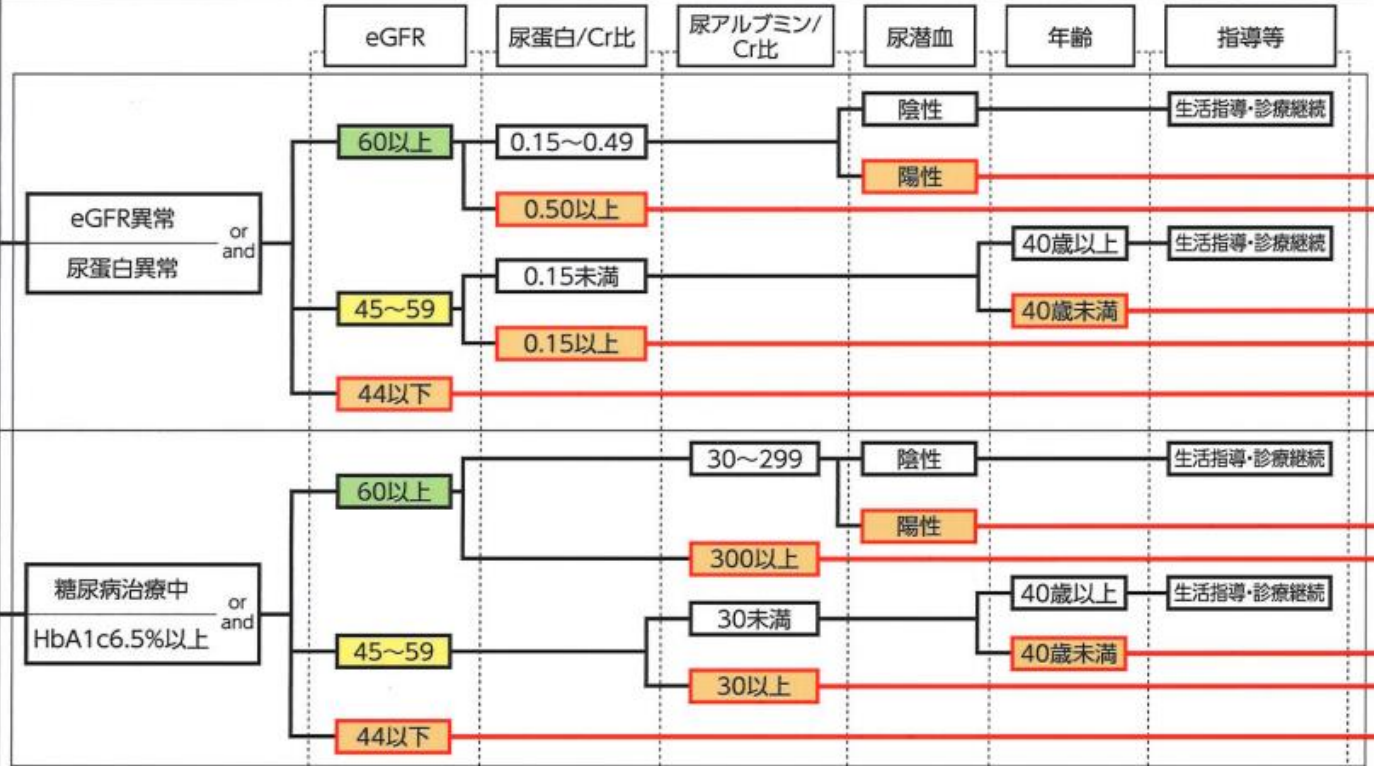 eGFR
尿蛋白/Cr比
尿アルブミン/
Cr比
尿潜血
年齢
指導等
eGFR異常
尿蛋白異常
or
and
60以上
0.15～0.49
陰性
生活指導・診療継続
陽性
0.50以上
45～59
0.15未満
40歳以上
生活指導・診療継続
40歳未満
0.15以上
44以下
糖尿病治療中
HbA1c6.5%以上
or
and
60以上
30～299
陰性
生活指導・診療継続
陽性
300以上
45～59
30未満
40歳以上
生活指導・診療継続
40歳未満
30以上
44以下